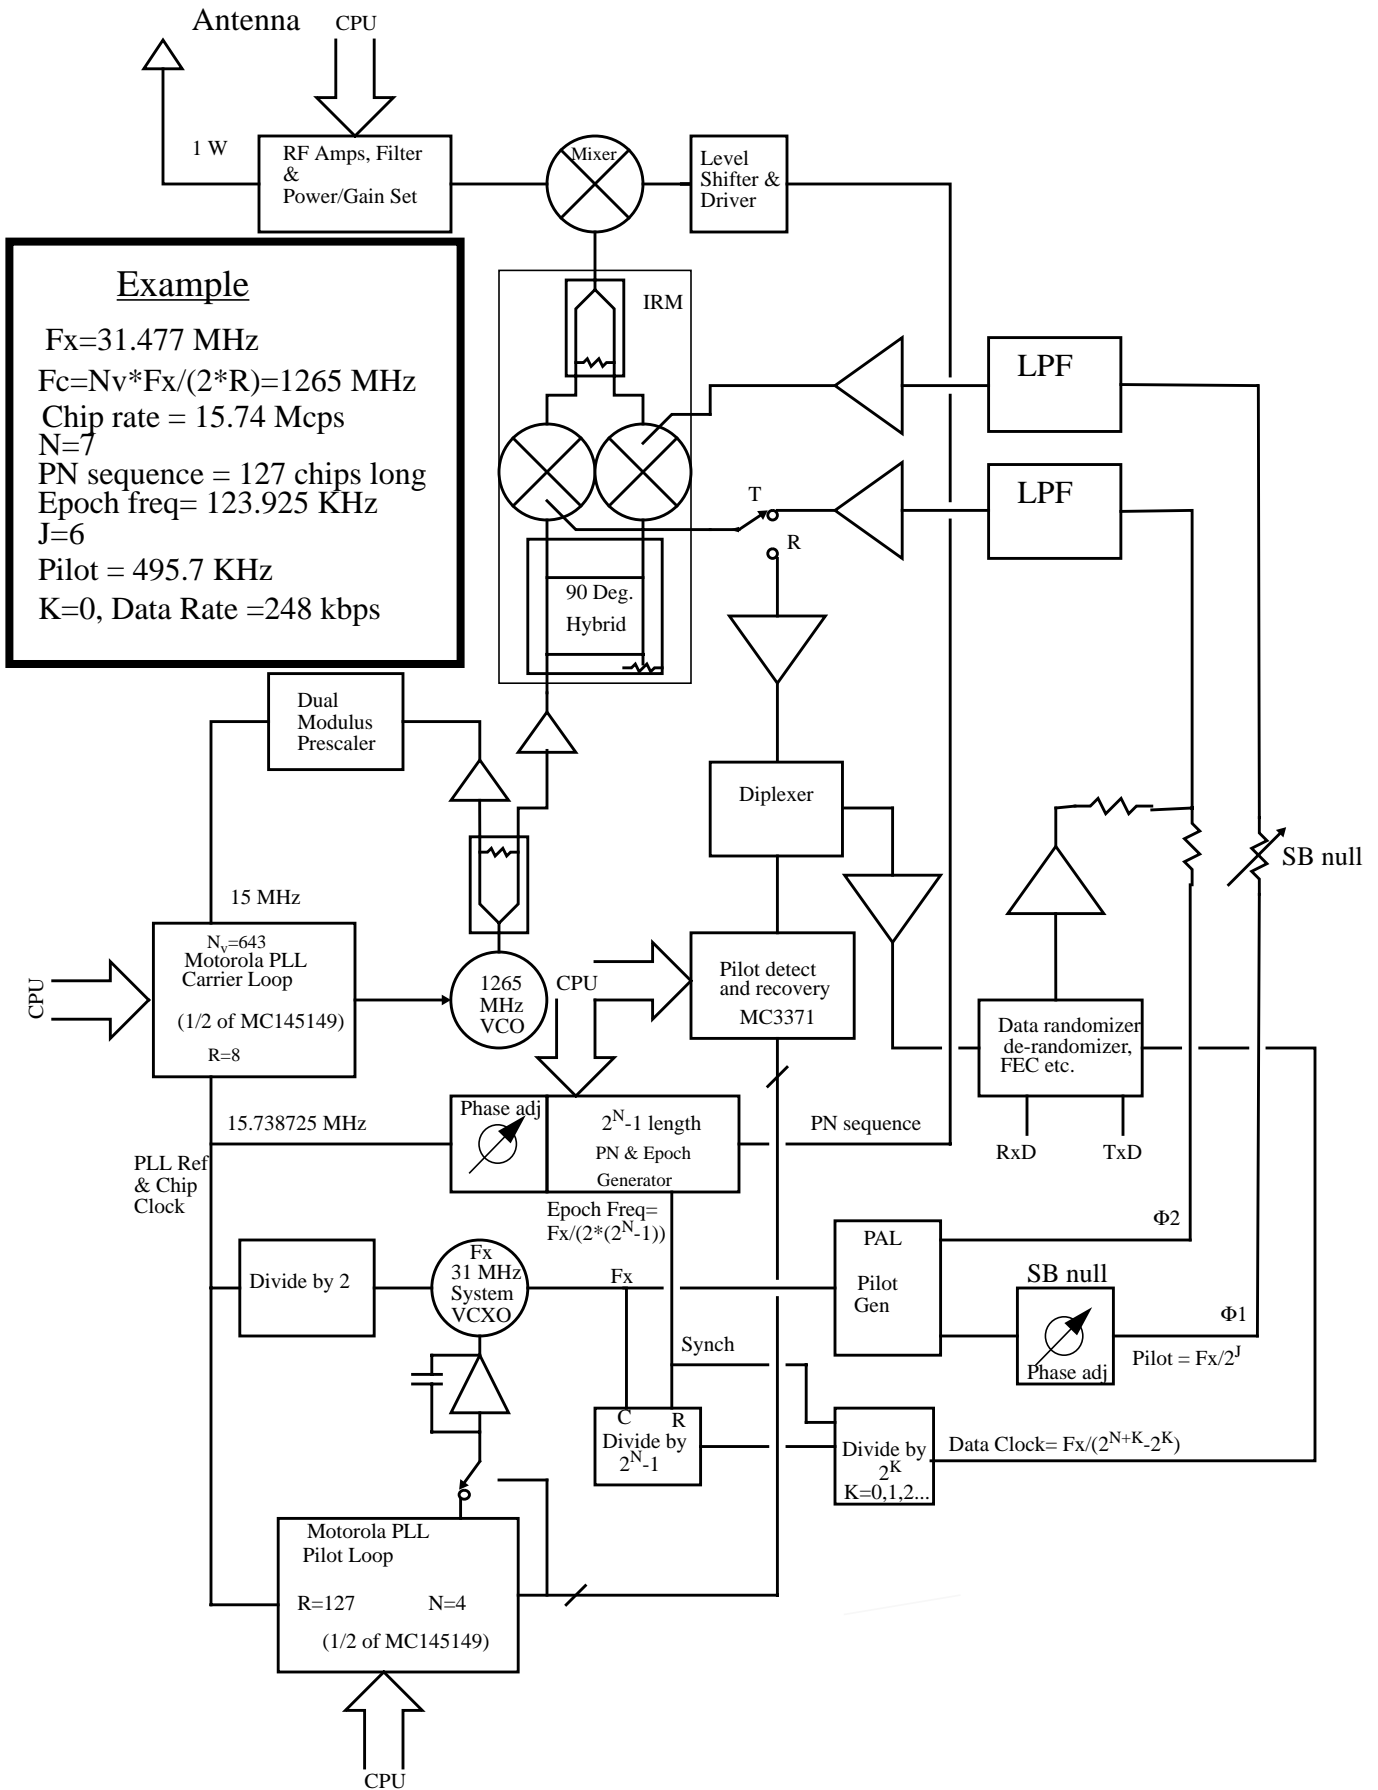 Antenna
CPU
1 W
RF Amps, Filter
&
Power/Gain Set
Mixer
Level
Shifter &
Driver
Example
Fx=31.477 MHz
Fc=Nv*Fx/(2*R)=1265 MHz
Chip rate = 15.74 Mcps
N=7
PN sequence = 127 chips long
Epoch freq= 123.925 KHz
J=6
Pilot = 495.7 KHz
K=0, Data Rate =248 kbps
IRM
LPF
LPF
T
R
90 Deg.
Hybrid
Dual
Modulus
Prescaler
Diplexer
SB null
15 MHz
Nv=643
Motorola PLL
Carrier Loop
(1/2 of MC145149)
R=8
CPU
1265
MHz
VCO
CPU
Pilot detect
and recovery
MC3371
Data randomizer
de-randomizer,
FEC etc.
RxD
TxD
15.738725 MHz
Phase adj
2^N-1 length
PN & Epoch
Generator
PN sequence
PLL Ref
& Chip
Clock
Epoch Freq=
Fx/(2*(2^N-1))
Φ2
Divide by 2
Fx
31 MHz
System
VCXO
Fx
PAL
Pilot
Gen
SB null
Phase adj
Φ1
Pilot = Fx/2^J
Synch
C
R
Divide by
2^N-1
Divide by
2^K
K=0,1,2...
Data Clock= Fx/(2^N+K-2^K)
Motorola PLL
Pilot Loop
R=127
N=4
(1/2 of MC145149)
CPU